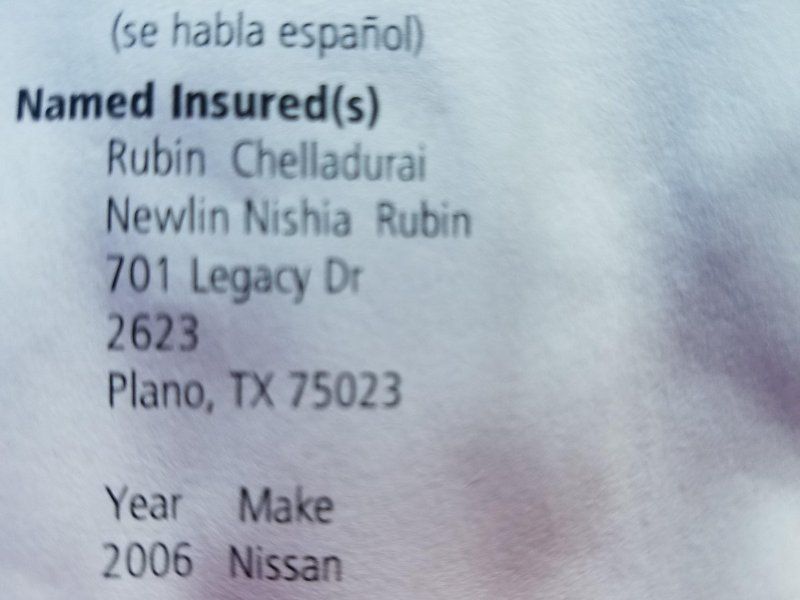 (se habla español)
Named Insured(s)
Rubin Chelladurai
Newlin Nishia Rubin
701 Legacy Dr
2623
Plano, TX 75023
Year Make
2006 Nissan